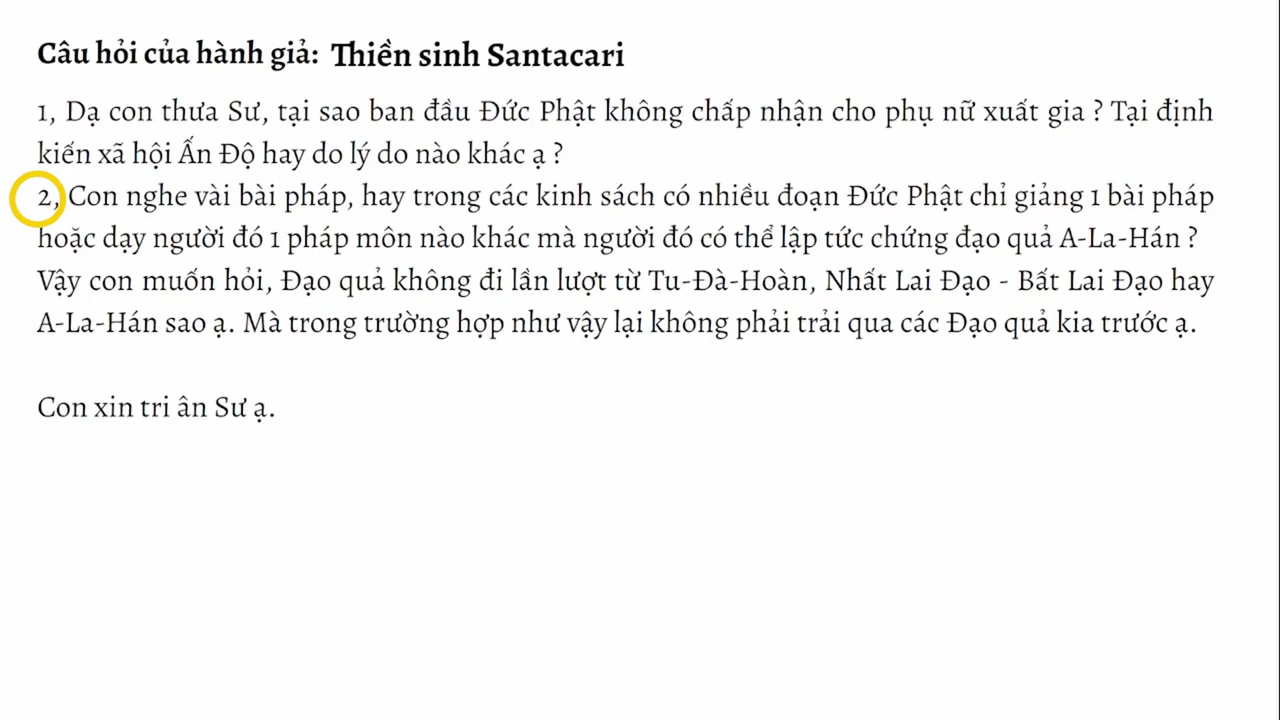 Câu hỏi của hành giả: Thiền sinh Santacari
1, Dạ con thưa Sư, tại sao ban đầu Đức Phật không chấp nhận cho phụ nữ xuất gia ? Tại định
kiến xã hội Ấn Độ hay do lý do nào khác ạ ?
2, Con nghe vài bài pháp, hay trong các kinh sách có nhiều đoạn Đức Phật chỉ giảng 1 bài pháp
hoặc dạy người đó 1 pháp môn nào khác mà người đó có thể lập tức chứng đạo quả A-La-Hán ?
Vậy con muốn hỏi, Đạo quả không đi lần lượt từ Tu-Đà-Hoàn, Nhất Lai Đạo - Bất Lai Đạo hay
A-La-Hán sao ạ. Mà trong trường hợp như vậy lại không phải trải qua các Đạo quả kia trước ạ.
Con xin tri ân Sư ạ.